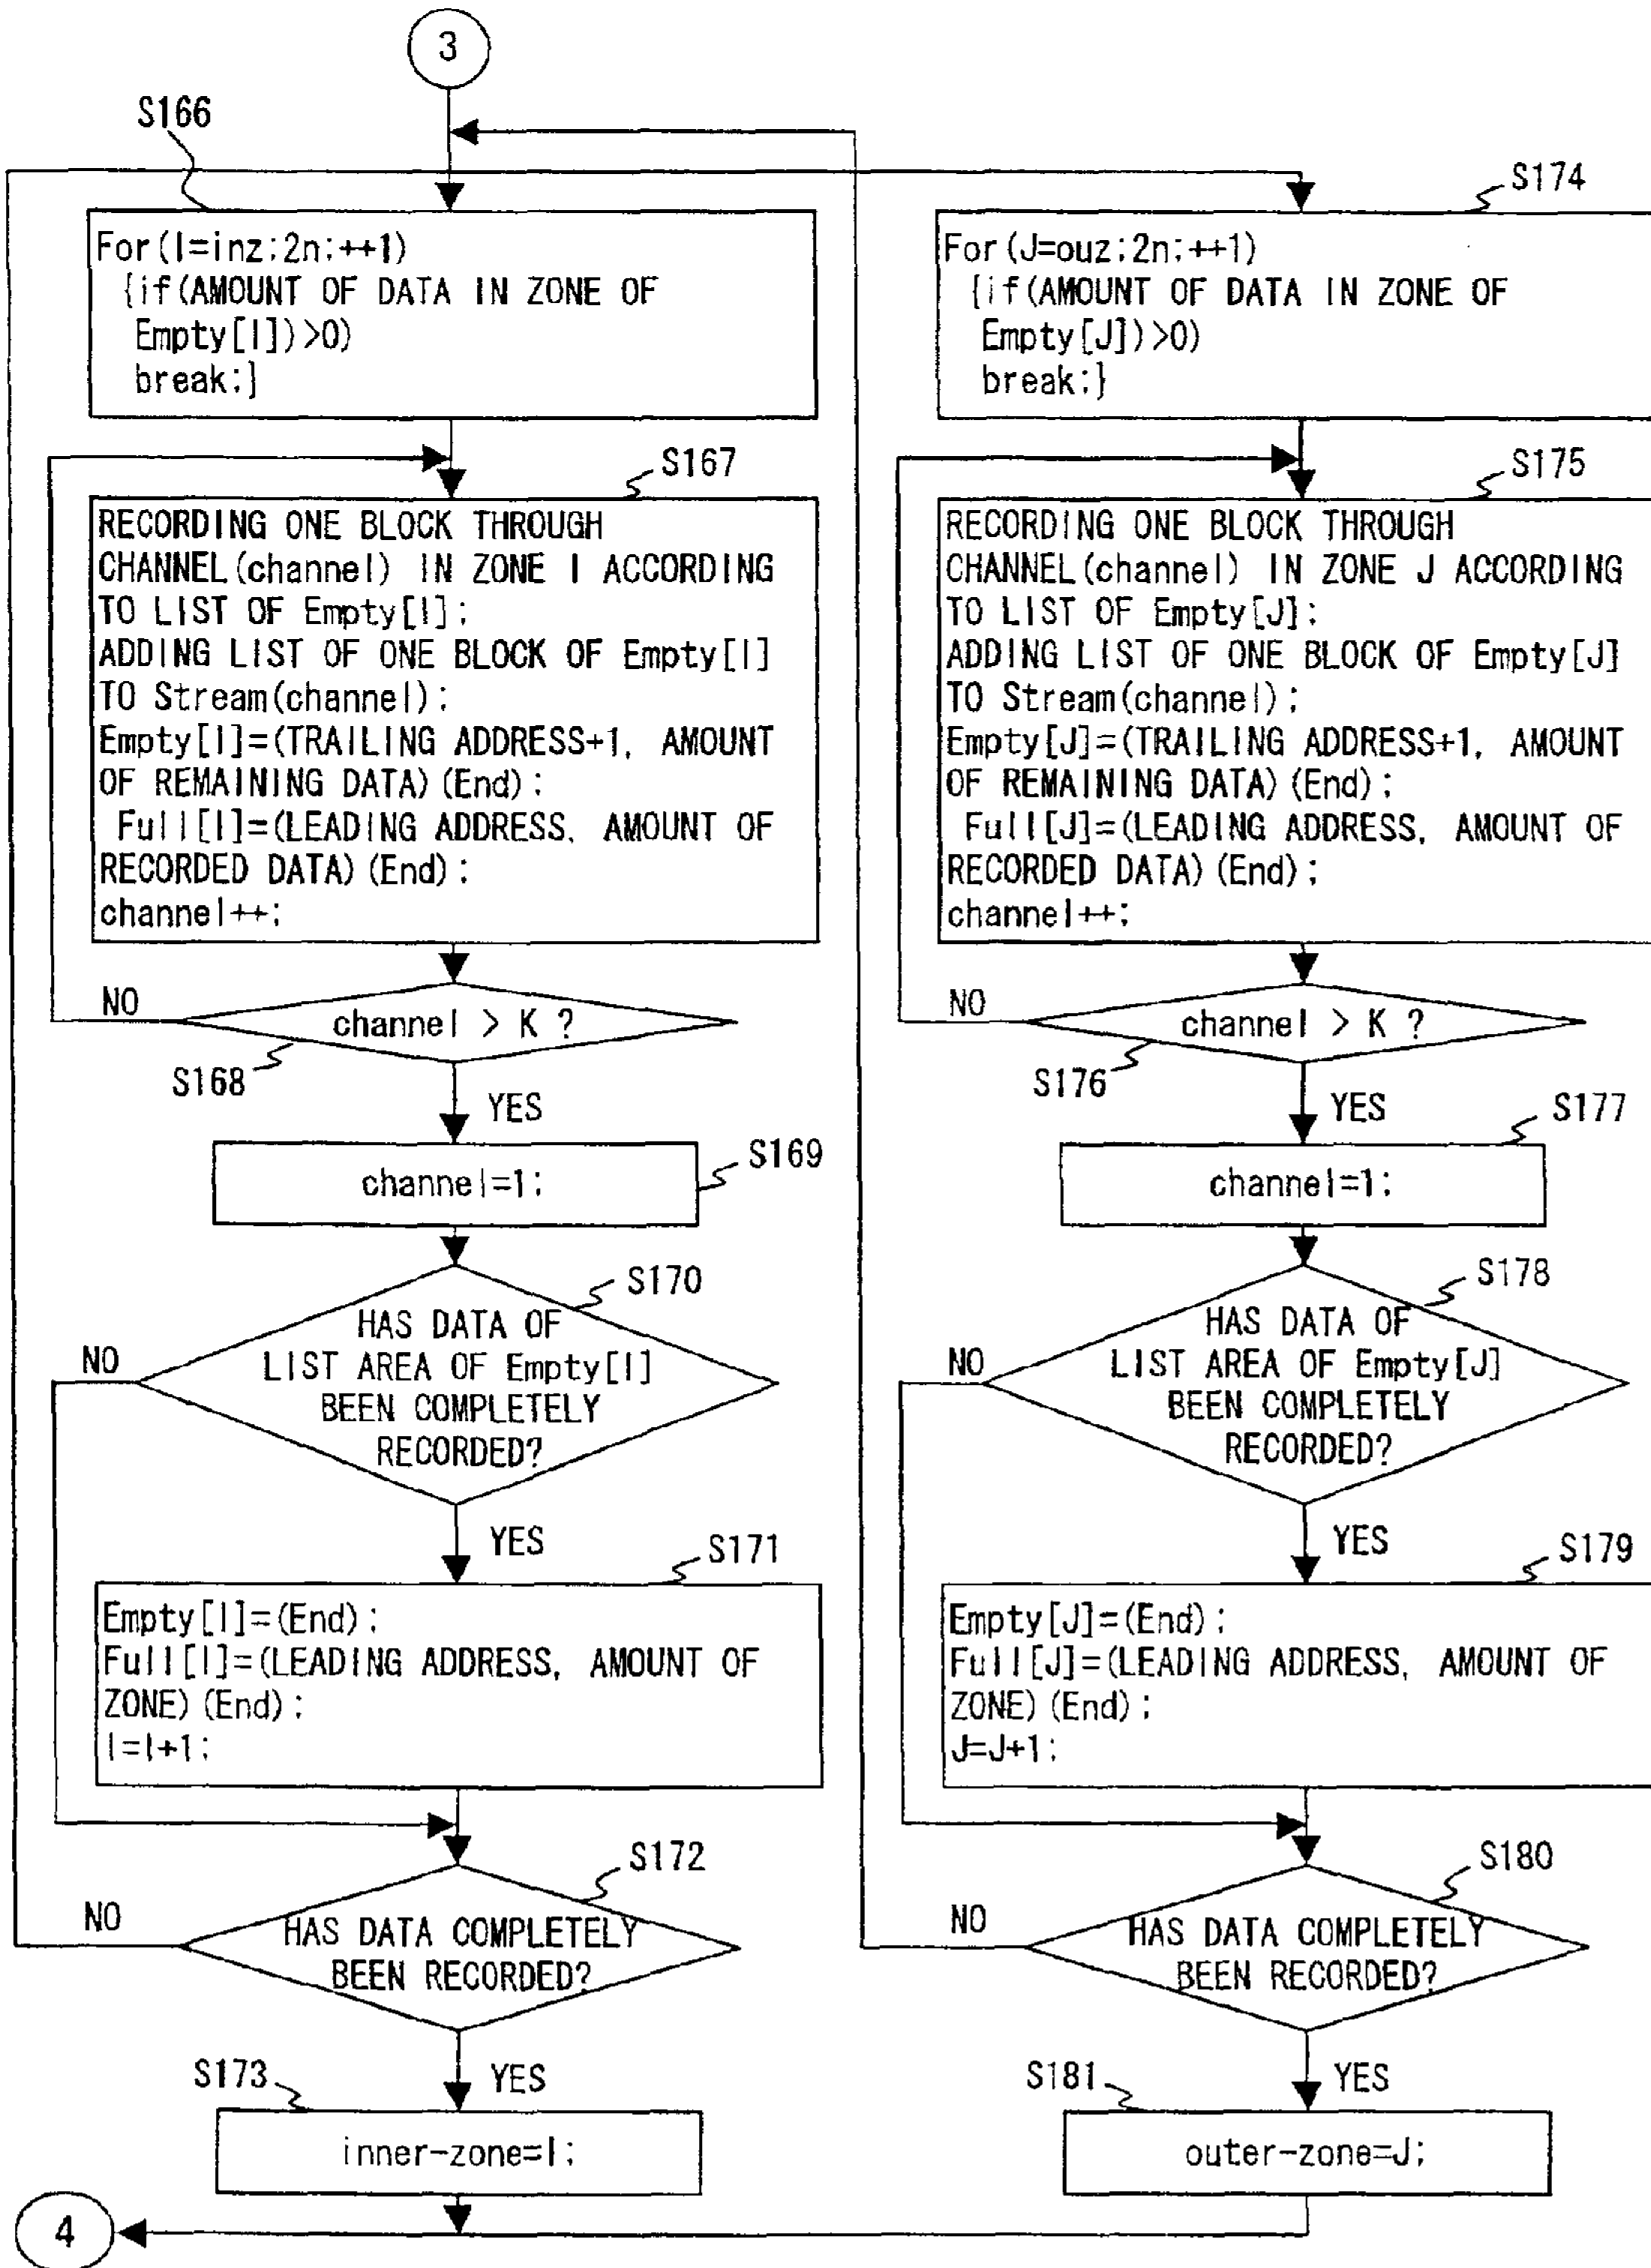 3
S166
For(I=inz;2n;++1)
{if(AMOUNT OF DATA IN ZONE OF
Empty[I])>0)
break;}
S167
RECORDING ONE BLOCK THROUGH
CHANNEL(channel) IN ZONE I ACCORDING
TO LIST OF Empty[I];
ADDING LIST OF ONE BLOCK OF Empty[I]
TO Stream(channel);
Empty[I]=(TRAILING ADDRESS+1, AMOUNT
OF REMAINING DATA)(End);
Full[I]=(LEADING ADDRESS, AMOUNT OF
RECORDED DATA)(End);
channel++;
NO
channel > K ?
S168
YES
S169
channel=1;
S170
HAS DATA OF
LIST AREA OF Empty[I]
BEEN COMPLETELY
RECORDED?
NO
YES
S171
Empty[I]=(End);
Full[I]=(LEADING ADDRESS, AMOUNT OF
ZONE)(End);
I=I+1;
S172
NO
HAS DATA COMPLETELY
BEEN RECORDED?
S173
YES
inner-zone=I;
4
S174
For(J=ouz;2n;++1)
{if(AMOUNT OF DATA IN ZONE OF
Empty[J])>0)
break;}
S175
RECORDING ONE BLOCK THROUGH
CHANNEL(channel) IN ZONE J ACCORDING
TO LIST OF Empty[J];
ADDING LIST OF ONE BLOCK OF Empty[J]
TO Stream(channel);
Empty[J]=(TRAILING ADDRESS+1, AMOUNT
OF REMAINING DATA)(End);
Full[J]=(LEADING ADDRESS, AMOUNT OF
RECORDED DATA)(End);
channel++;
NO
channel > K ?
S176
YES
S177
channel=1;
S178
HAS DATA OF
LIST AREA OF Empty[J]
BEEN COMPLETELY
RECORDED?
NO
YES
S179
Empty[J]=(End);
Full[J]=(LEADING ADDRESS, AMOUNT OF
ZONE)(End);
J=J+1;
S180
NO
HAS DATA COMPLETELY
BEEN RECORDED?
S181
YES
outer-zone=J;